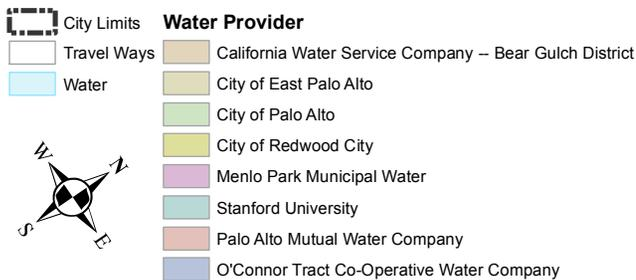 City Limits
Travel Ways
Water
Water Provider
California Water Service Company -- Bear Gulch District
City of East Palo Alto
City of Palo Alto
City of Redwood City
Menlo Park Municipal Water
Stanford University
Palo Alto Mutual Water Company
O'Connor Tract Co-Operative Water Company
W
N
S
E